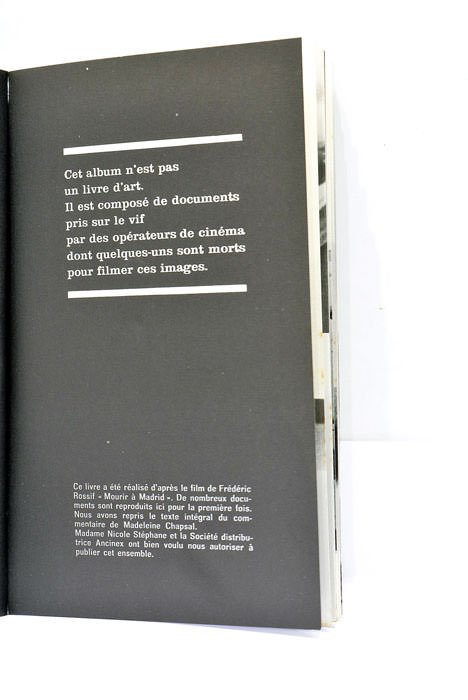 Cet album n'est pas
un livre d'art.
Il est composé de documents
pris sur le vif
par des opérateurs de cinéma
dont quelques-uns sont morts
pour filmer ces images.
Ce livre a été réalisé d'après le film de Frédéric
Rossif « Mourir à Madrid ». De nombreux docu-
ments sont reproduits ici pour la première fois.
Nous avons repris le texte intégral du com-
mentaire de Madeleine Chapsal.
Madame Nicole Stéphane et la Société distribu-
trice Ancinex ont bien voulu nous autoriser à
publier cet ensemble.